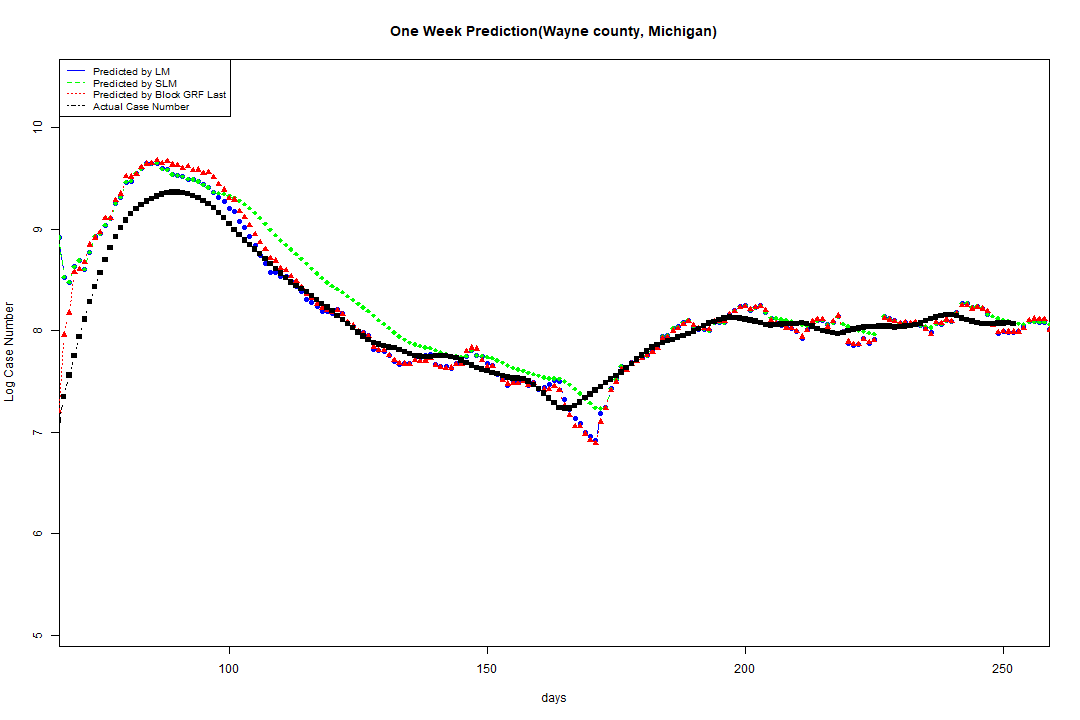 One Week Prediction(Wayne county, Michigan)
Predicted by LM
Predicted by SLM
Predicted by Block GRF Last
Actual Case Number
10
9
8
7
6
5
Log Case Number
100 150 200 250
days